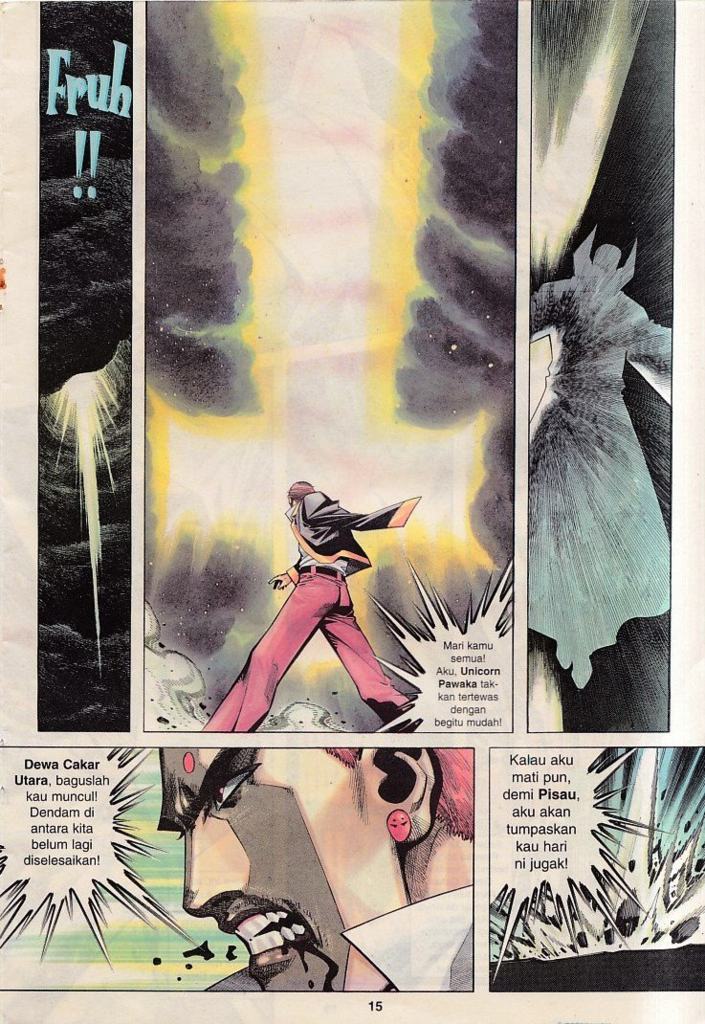 Fruh
!!
Mari kamu
semua!
Aku, Unicorn
Pawaka tak-
kan tertewas
dengan
begitu mudah!
Dewa Cakar
Utara, baguslah
kau muncul!
Dendam di
antara kita
belum lagi
diselesaikan!
Kalau aku
mati pun,
demi Pisau,
aku akan
tumpaskan
kau hari
ni jugak!
15